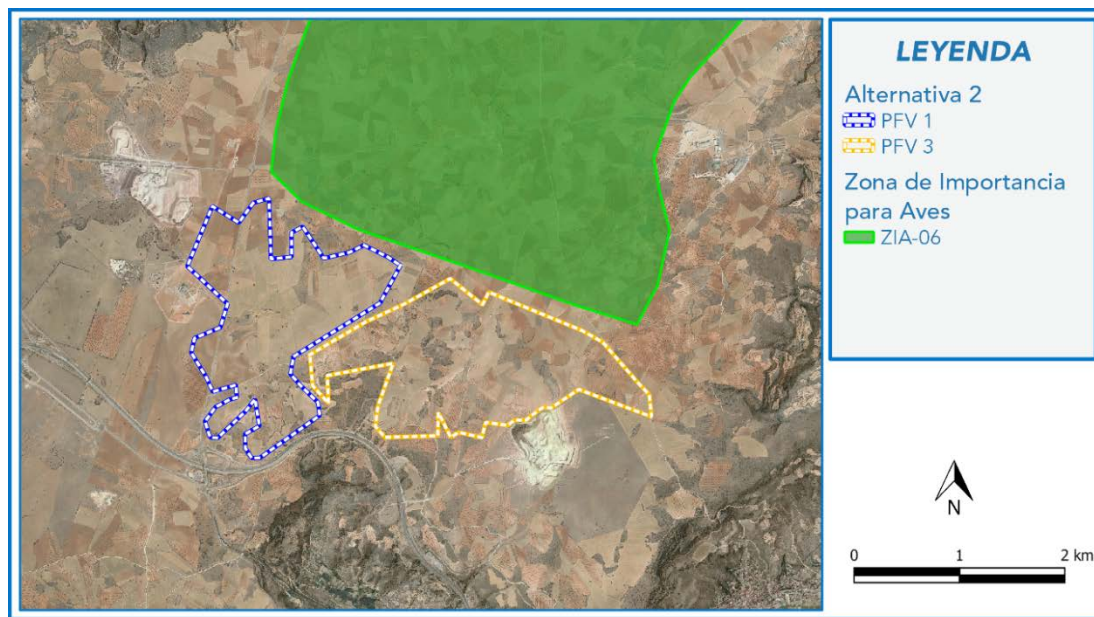 LEYENDA
Alternativa 2
PFV 1
PFV 3
Zona de Importancia
para Aves
ZIA-06
N
0 1 2 km